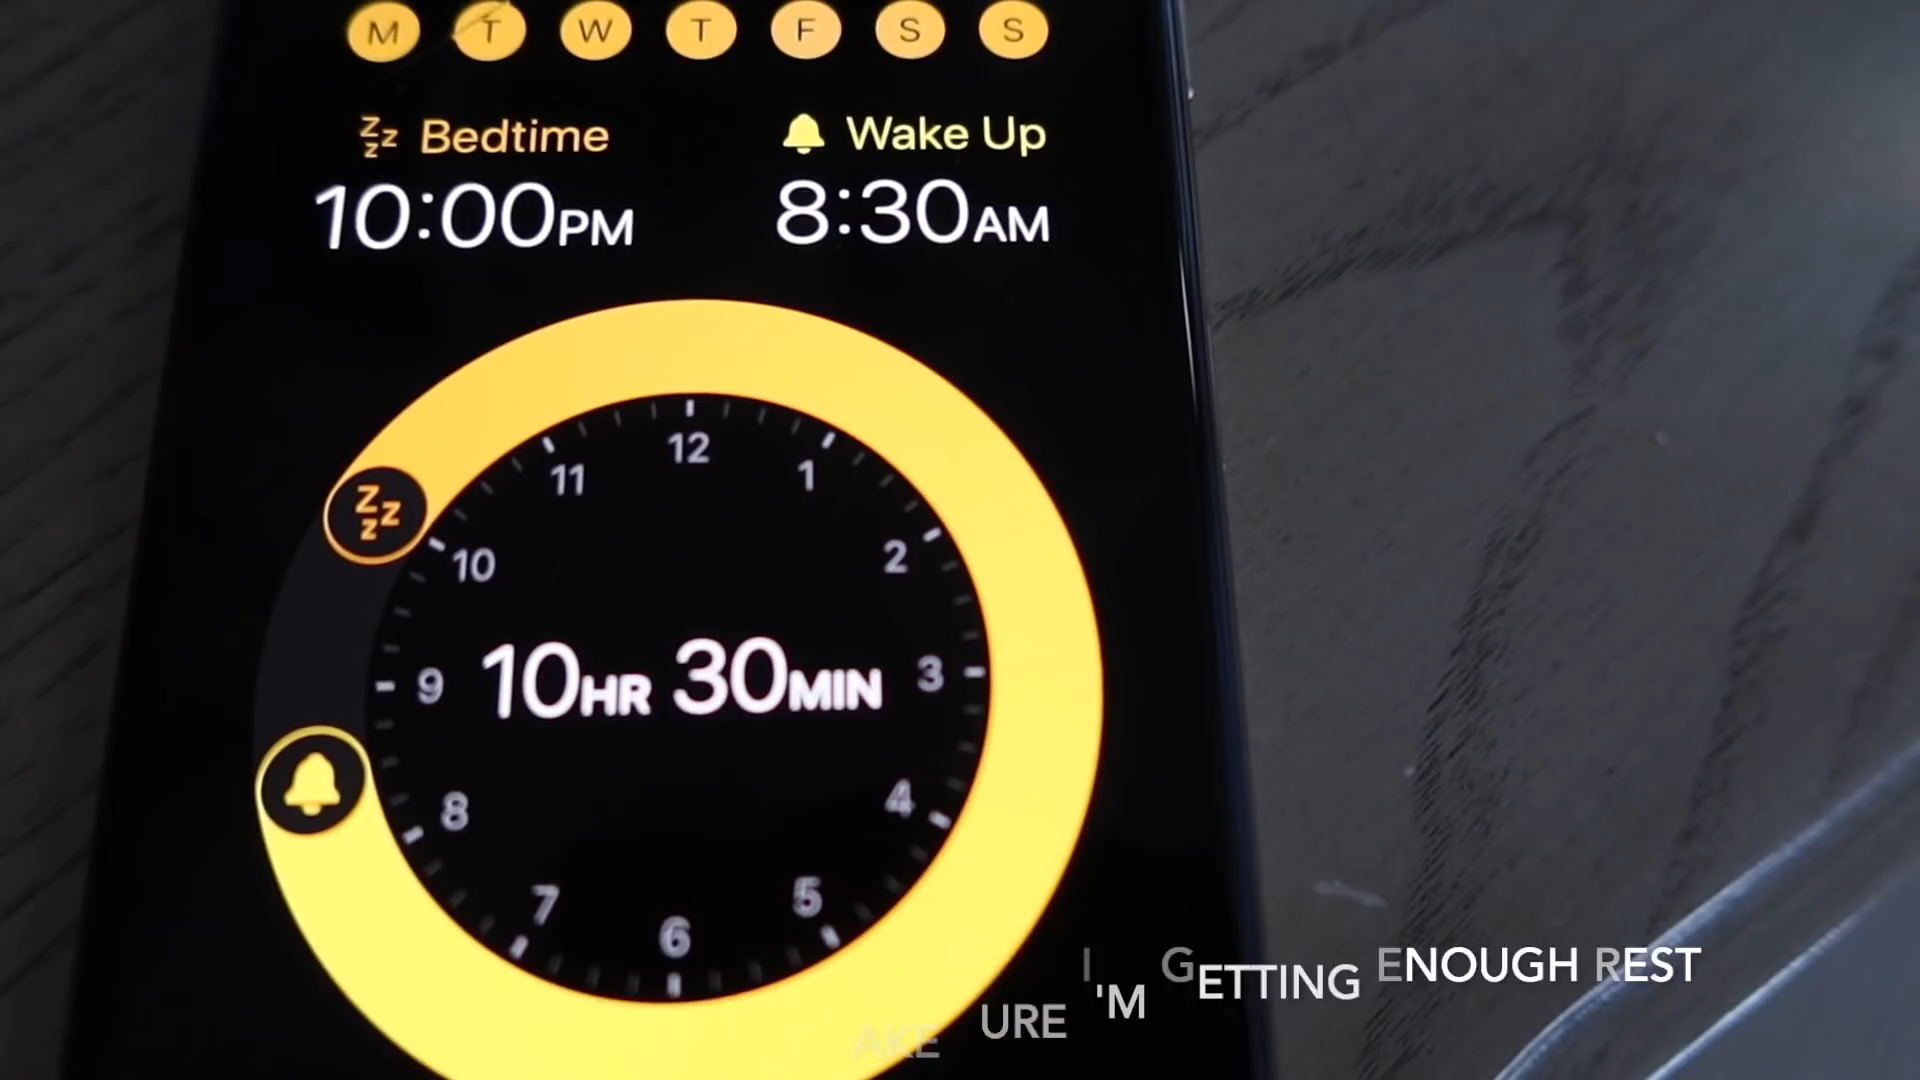 M T W T F S S
Bedtime Wake Up
10:00PM 8:30AM
12
11 1
10 2
9 10HR 30MIN 3
8 4
7 5
6
I'M GETTING ENOUGH REST
AKE URE